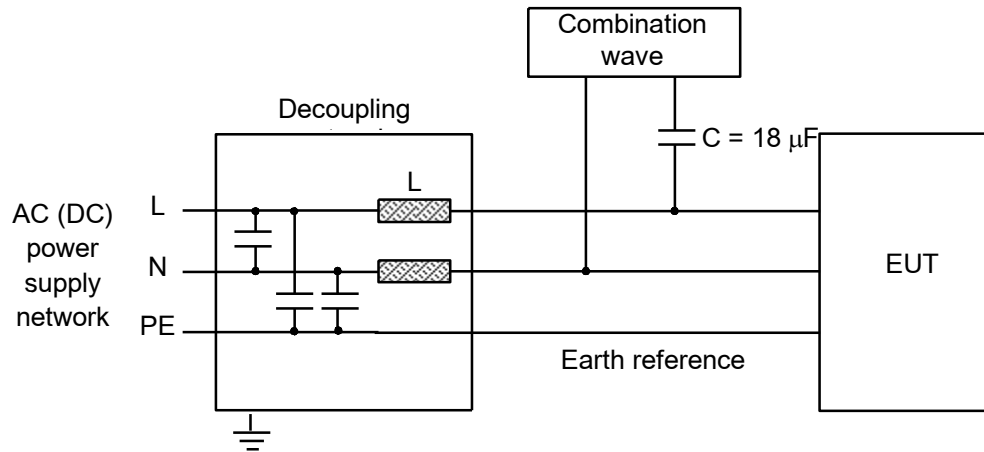 Combination
wave
Decoupling
C = 18 μF
L
L
AC (DC)
power
supply
network
N
PE
EUT
Earth reference